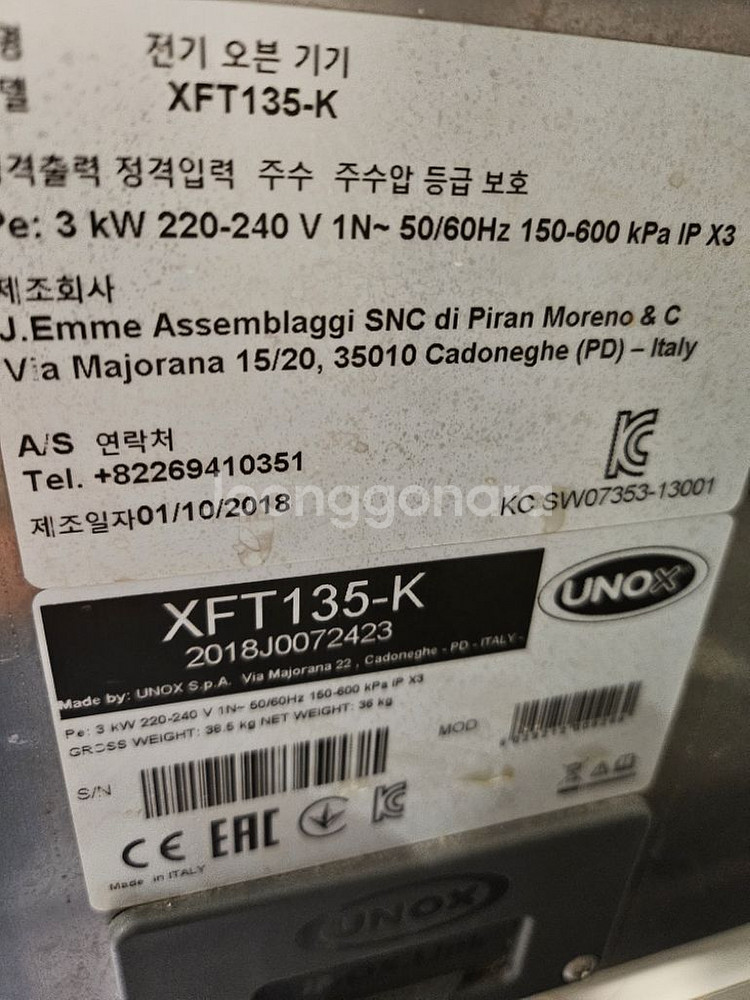 명 전기 오븐 기기
델 XFT135-K
격출력 정격입력 주수 주수압 등급 보호
Pe: 3 kW 220-240 V 1N~ 50/60Hz 150-600 kPa IP X3
제조회사
J.Emme Assemblaggi SNC di Piran Moreno & C
Via Majorana 15/20, 35010 Cadoneghe (PD) – Italy
A/S 연락처
Tel. +82269410351
제조일자01/10/2018
KC SW07353-13001
joonggonara
XFT135-K
2018J0072423
UNOX
Made by: UNOX S.p.A. Via Majorana 22 , Cadoneghe - PD - ITALY -
Pe: 3 kW 220-240 V 1N~ 50/60Hz 150-600 kPa IP X3
GROSS WEIGHT: 36.5 kg NET WEIGHT: 36 kg
MOD
S/N
CE EAC KC
Made in ITALY
UNOX